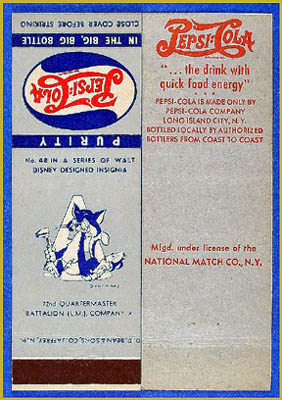 CLOSE COVER BEFORE STRIKING
IN THE BIG BIG BOTTLE
PEPSI-COLA
PURITY
No. 48 IN A SERIES OF WALT
DISNEY DESIGNED INSIGNIA
72nd QUARTERMASTER
BATTALION (L.M.), COMPANY A
PEPSI-COLA
"... the drink with
quick food energy"
PEPSI-COLA IS MADE ONLY BY
PEPSI-COLA COMPANY
LONG ISLAND CITY, N.Y.
BOTTLED LOCALLY BY AUTHORIZED
BOTTLERS FROM COAST TO COAST
Mfgd. under license of the
NATIONAL MATCH CO., N.Y.